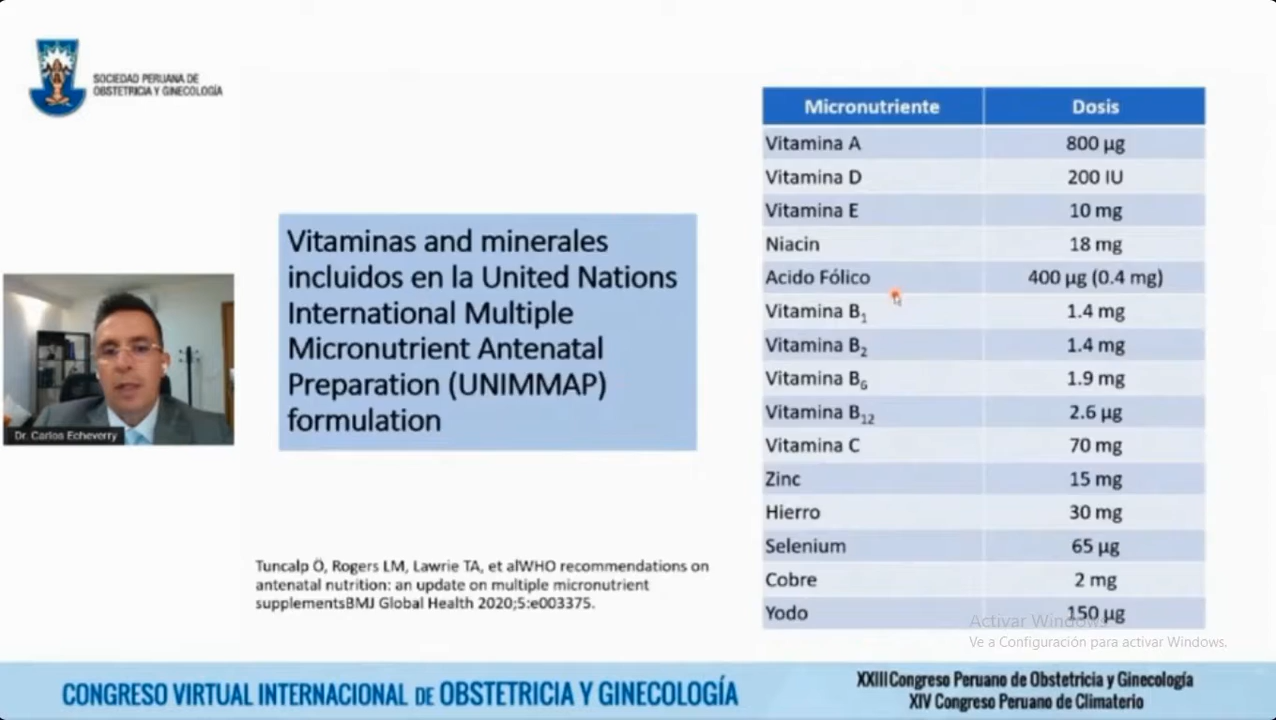 SOCIEDAD PERUANA DE
OBSTETRICIA Y GINECOLOGÍA
Vitaminas and minerales
incluidos en la United Nations
International Multiple
Micronutrient Antenatal
Preparation (UNIMMAP)
formulation
Dr. Carlos Echeverry
Tuncalp Ö, Rogers LM, Lawrie TA, et alWHO recommendations on
antenatal nutrition: an update on multiple micronutrient
supplementsBMJ Global Health 2020;5:e003375.
Micronutriente Dosis
Vitamina A 800 µg
Vitamina D 200 IU
Vitamina E 10 mg
Niacin 18 mg
Acido Fólico 400 µg (0.4 mg)
Vitamina B₁ 1.4 mg
Vitamina B₂ 1.4 mg
Vitamina B₆ 1.9 mg
Vitamina B₁₂ 2.6 µg
Vitamina C 70 mg
Zinc 15 mg
Hierro 30 mg
Selenium 65 µg
Cobre 2 mg
Yodo 150 µg
Activar Windows
Ve a Configuración para activar Windows.
CONGRESO VIRTUAL INTERNACIONAL DE OBSTETRICIA Y GINECOLOGÍA
XXIII Congreso Peruano de Obstetricia y Ginecología
XIV Congreso Peruano de Climaterio